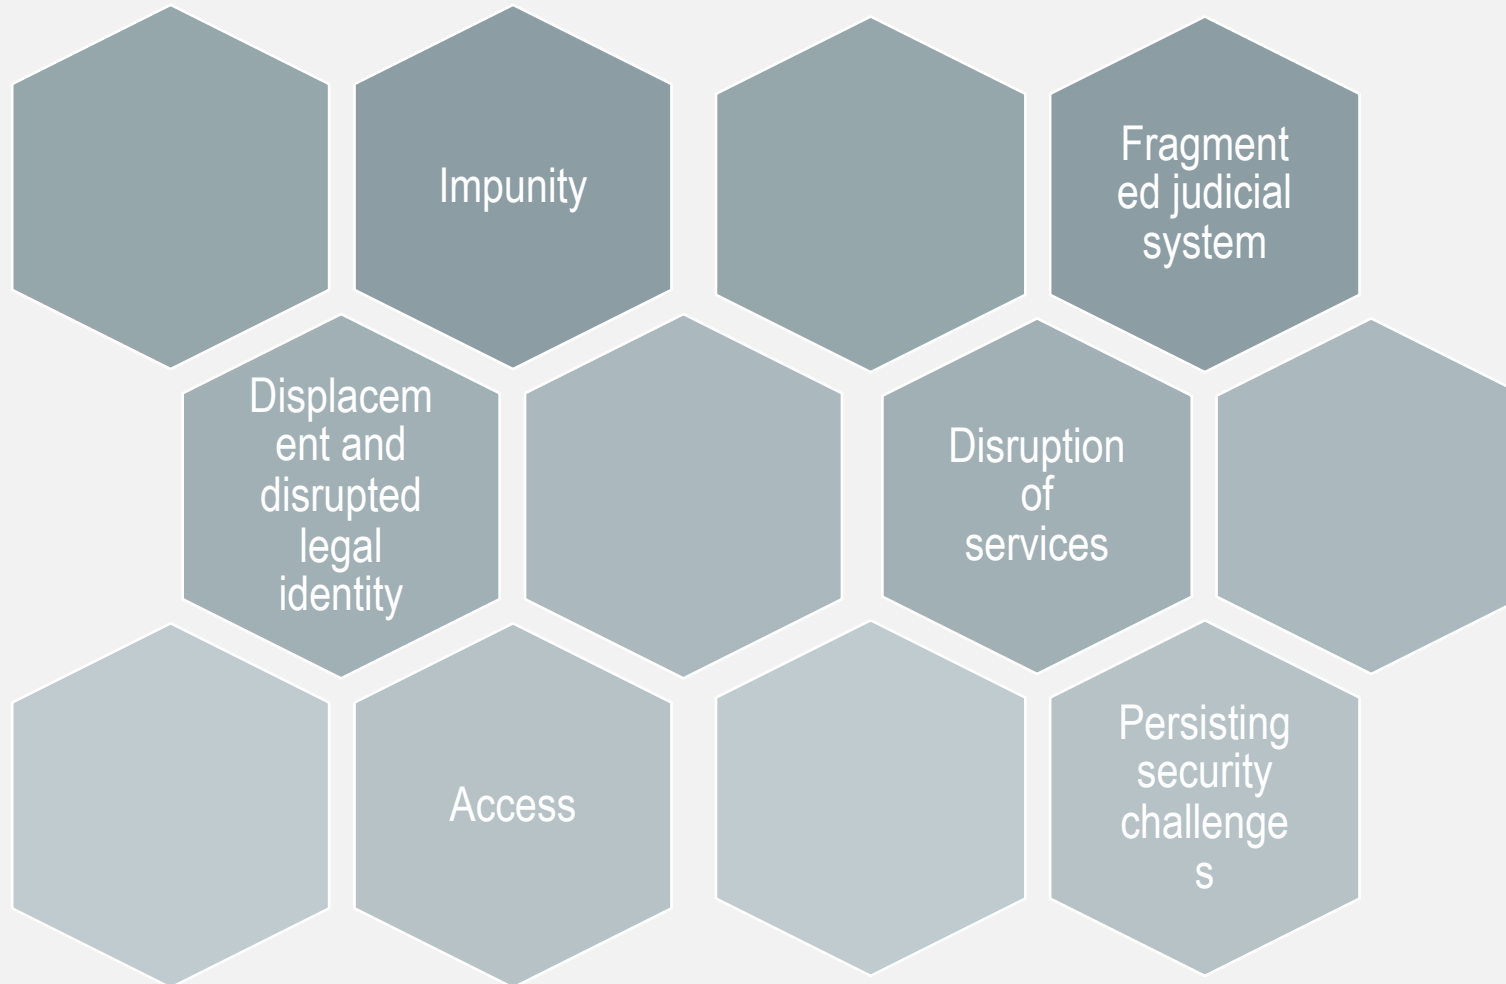 Impunity
Fragment
ed judicial
system
Displacem
ent and
disrupted
legal
identity
Disruption
of
services
Access
Persisting
security
challenge
s